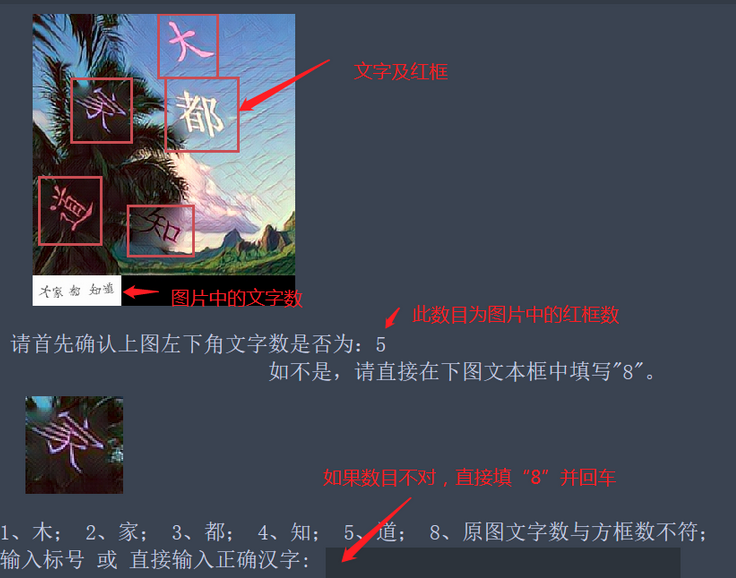 大
文字及红框
家
都
道
知
大家 都 知道
图片中的文字数
此数目为图片中的红框数
请首先确认上图左下角文字数是否为：5
如不是，请直接在下图文本框中填写"8"。
家
如果数目不对，直接填“8”并回车
1、木； 2、家； 3、都； 4、知； 5、道； 8、原图文字数与方框数不符；
输入标号 或 直接输入正确汉字：